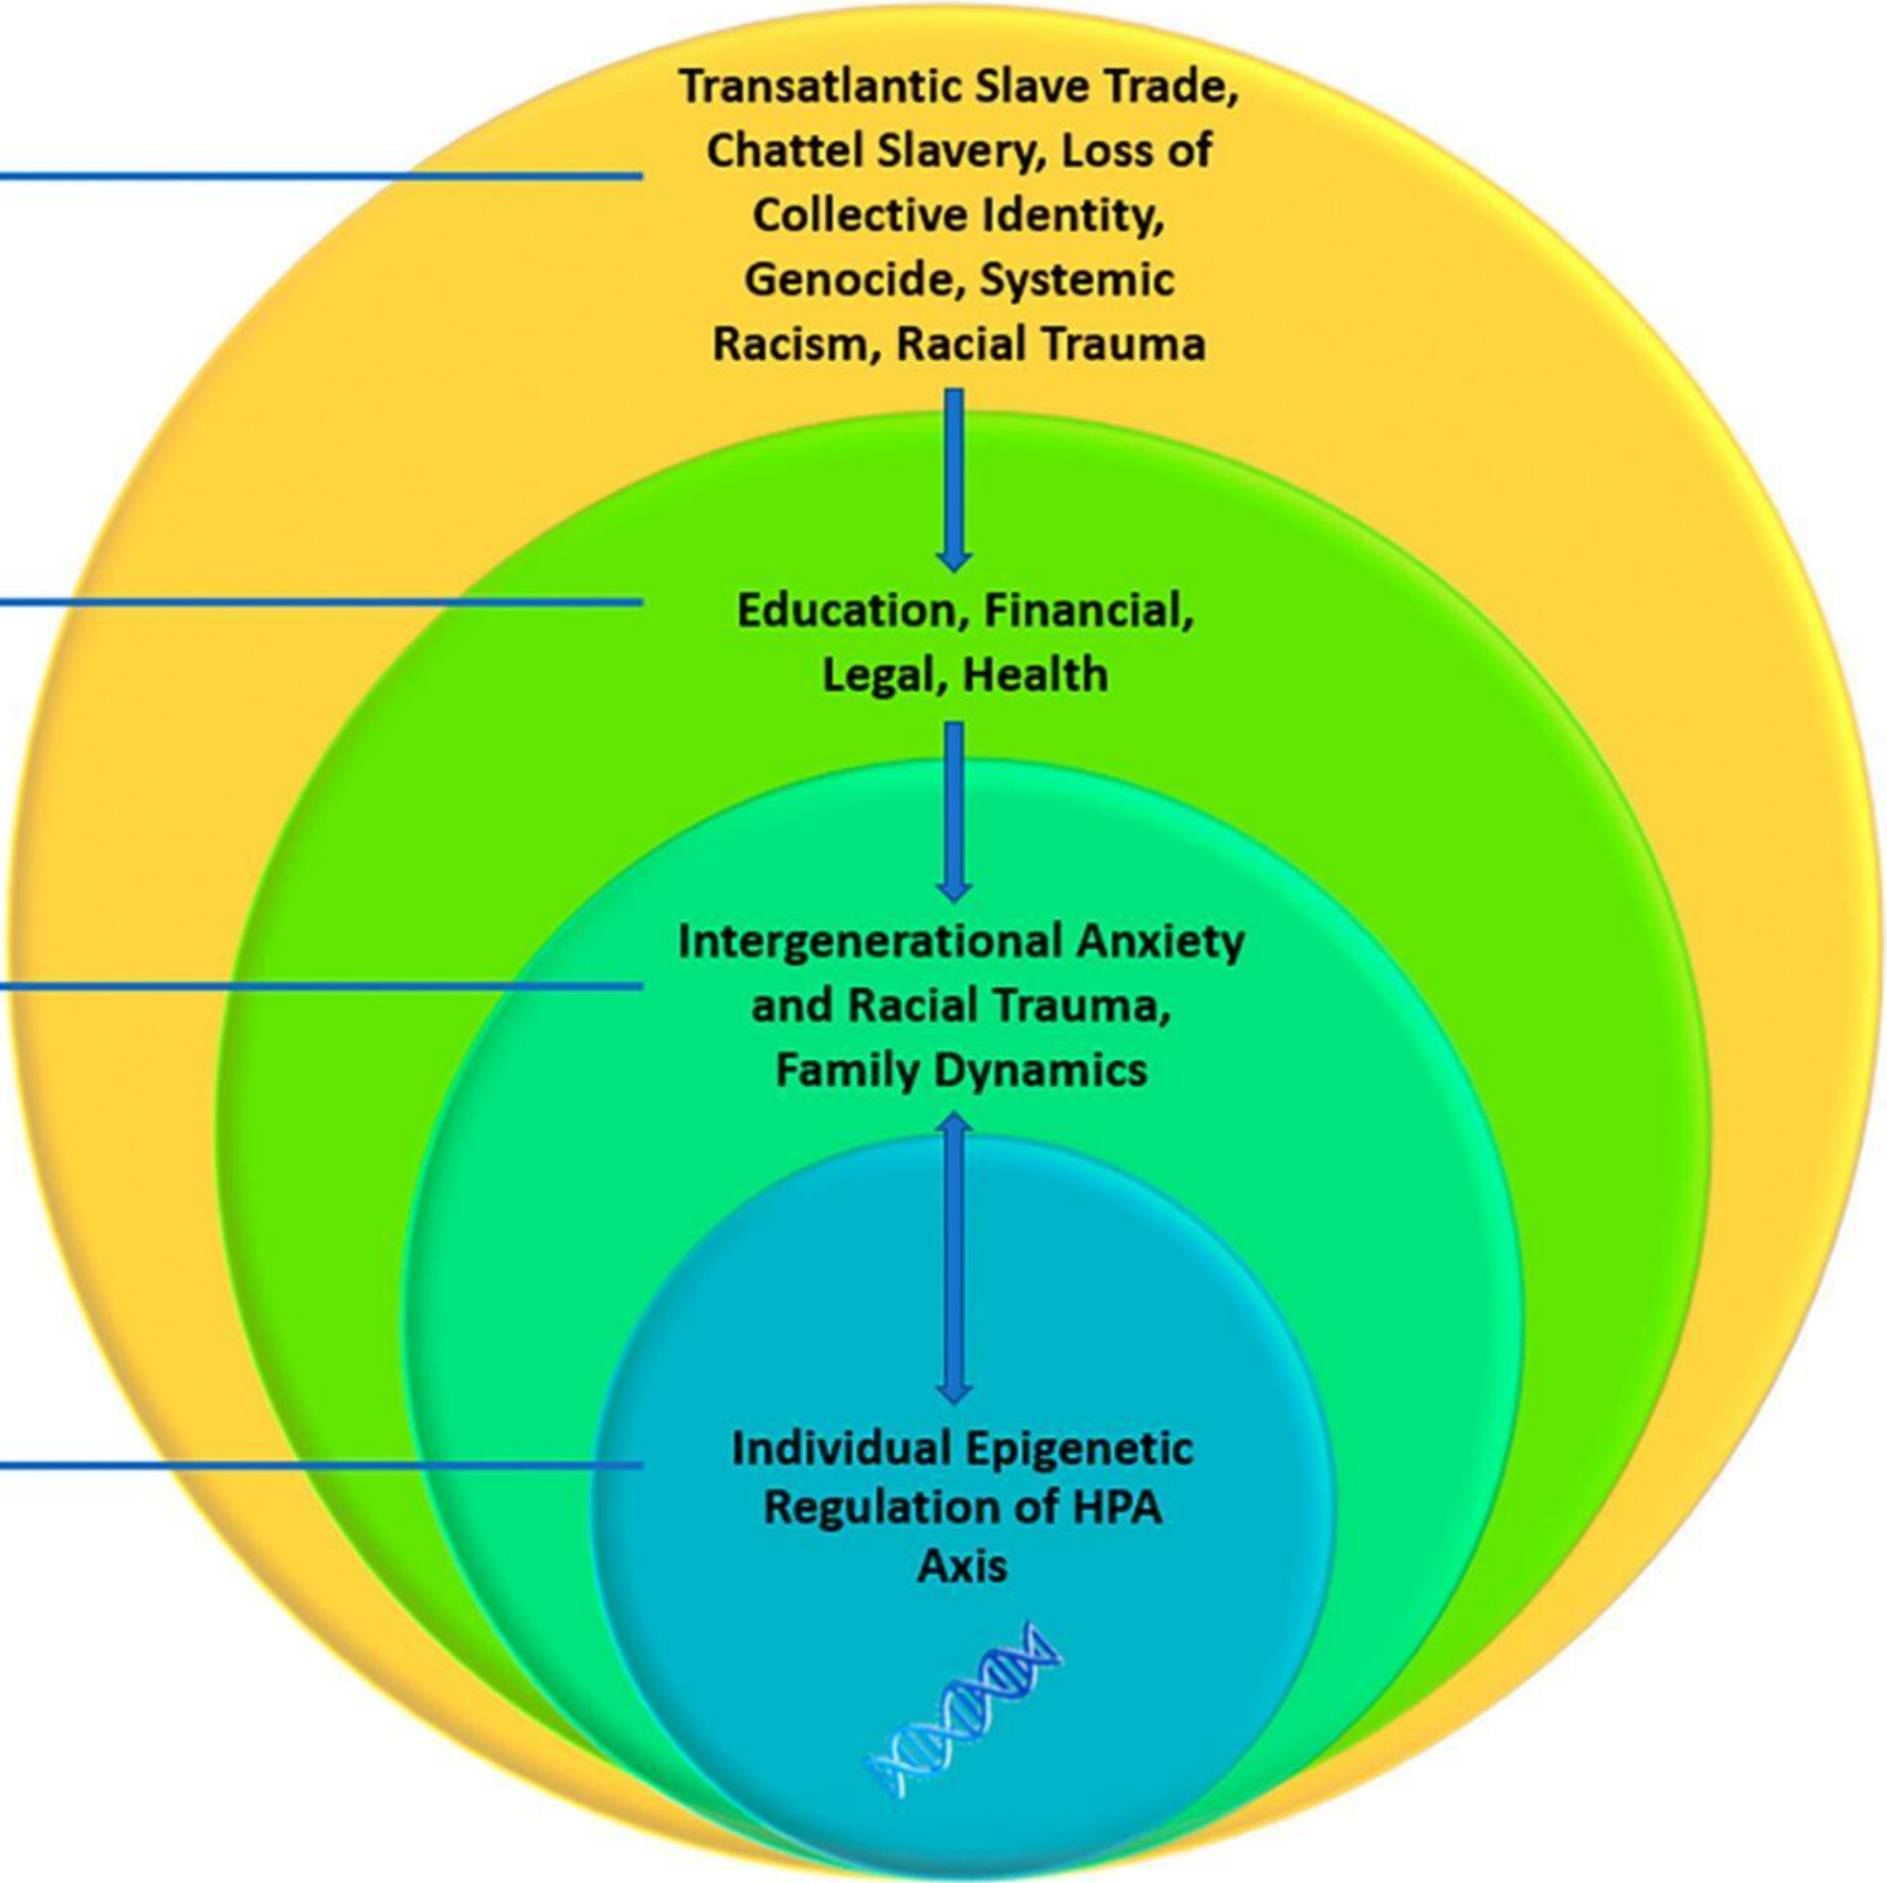 Transatlantic Slave Trade,
Chattel Slavery, Loss of
Collective Identity,
Genocide, Systemic
Racism, Racial Trauma
Education, Financial,
Legal, Health
Intergenerational Anxiety
and Racial Trauma,
Family Dynamics
Individual Epigenetic
Regulation of HPA
Axis